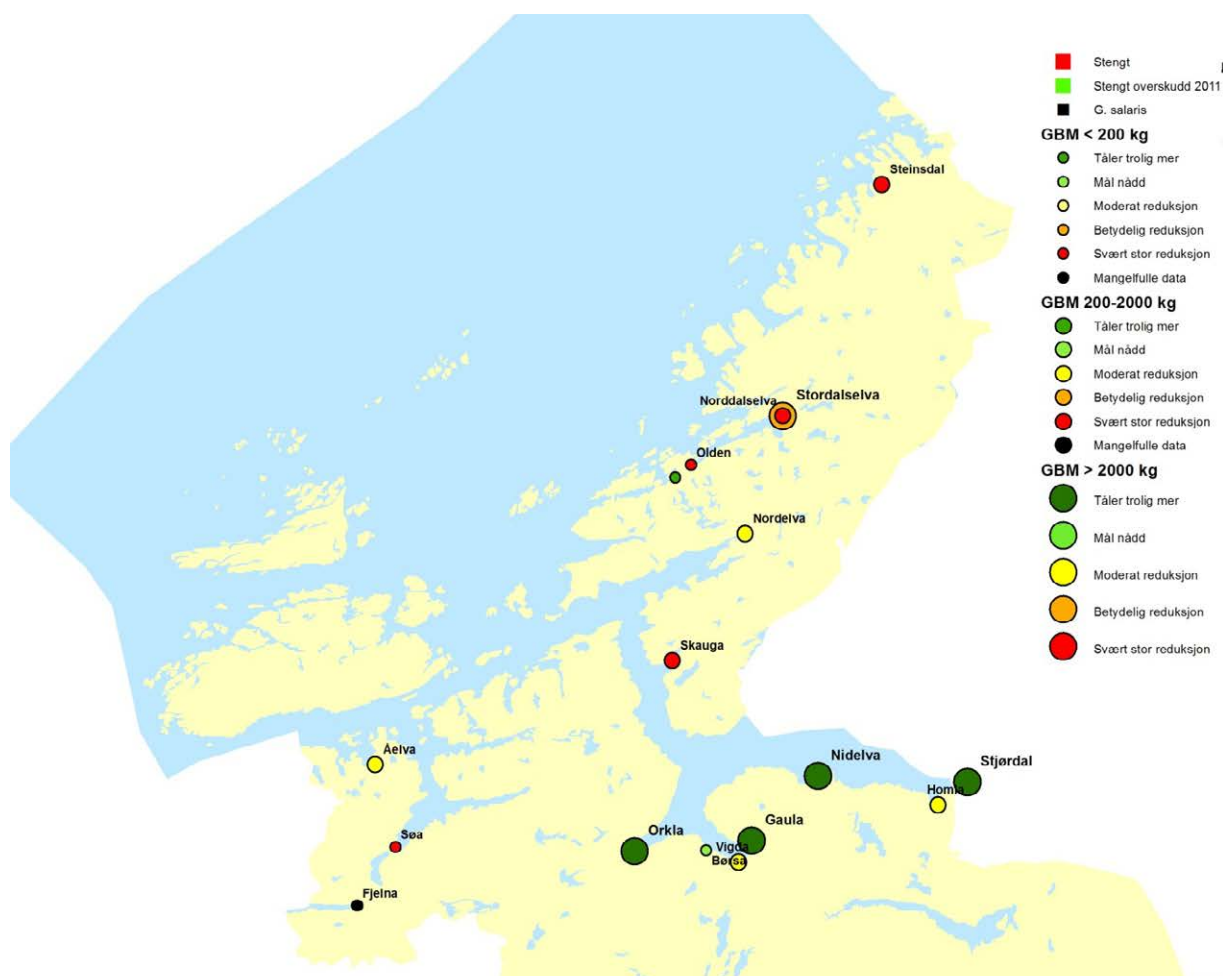 Stengt
Stengt overskudd 2011
G. salaris
GBM < 200 kg
Tåler trolig mer
Mål nådd
Moderat reduksjon
Betydelig reduksjon
Svært stor reduksjon
Mangelfulle data
GBM 200-2000 kg
Tåler trolig mer
Mål nådd
Moderat reduksjon
Betydelig reduksjon
Svært stor reduksjon
Mangelfulle data
GBM > 2000 kg
Tåler trolig mer
Mål nådd
Moderat reduksjon
Betydelig reduksjon
Svært stor reduksjon
Steinsdal
Norddalselva
Stordalselva
Olden
Nordelva
Skauga
Åelva
Nidelva
Stjørdal
Homla
Søa
Orkla
Gaula
Vigda
Børsa
Fjelna